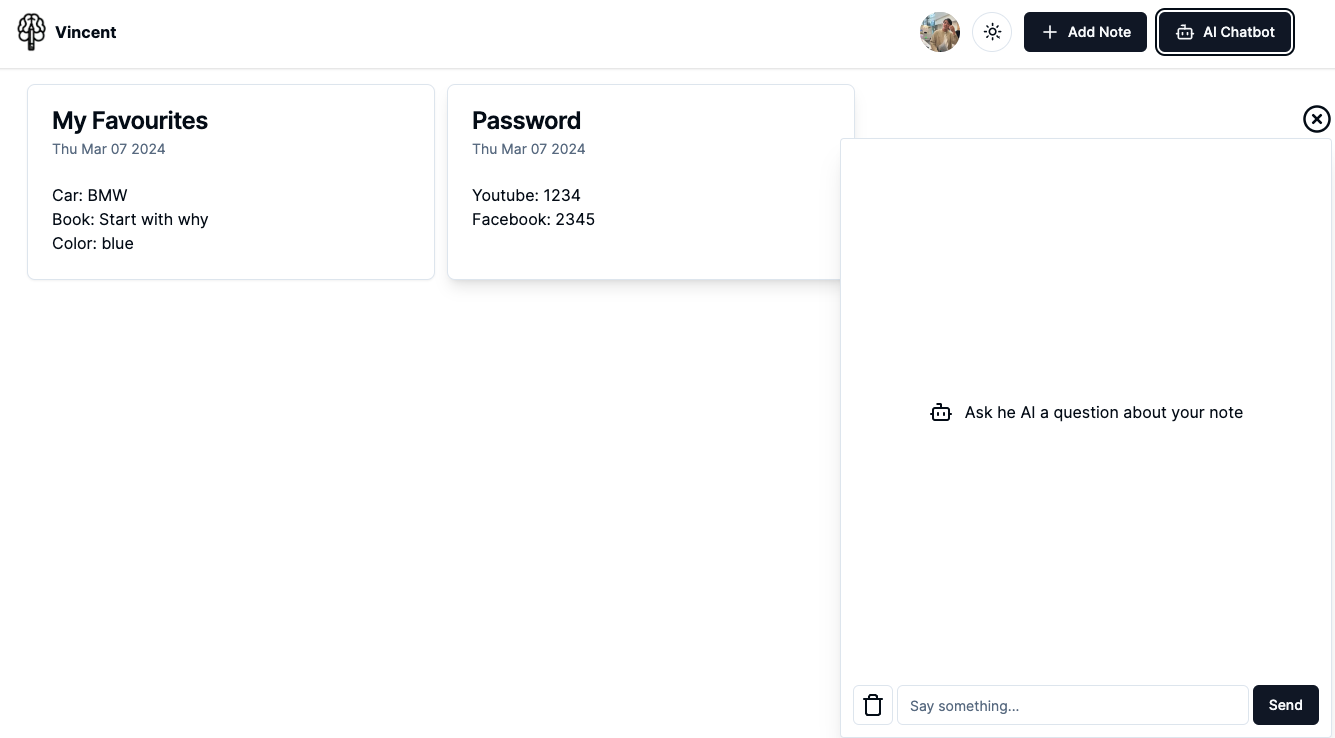 Vincent
Add Note
AI Chatbot
My Favourites
Thu Mar 07 2024
Car: BMW
Book: Start with why
Color: blue
Password
Thu Mar 07 2024
Youtube: 1234
Facebook: 2345
Ask he AI a question about your note
Say something...
Send